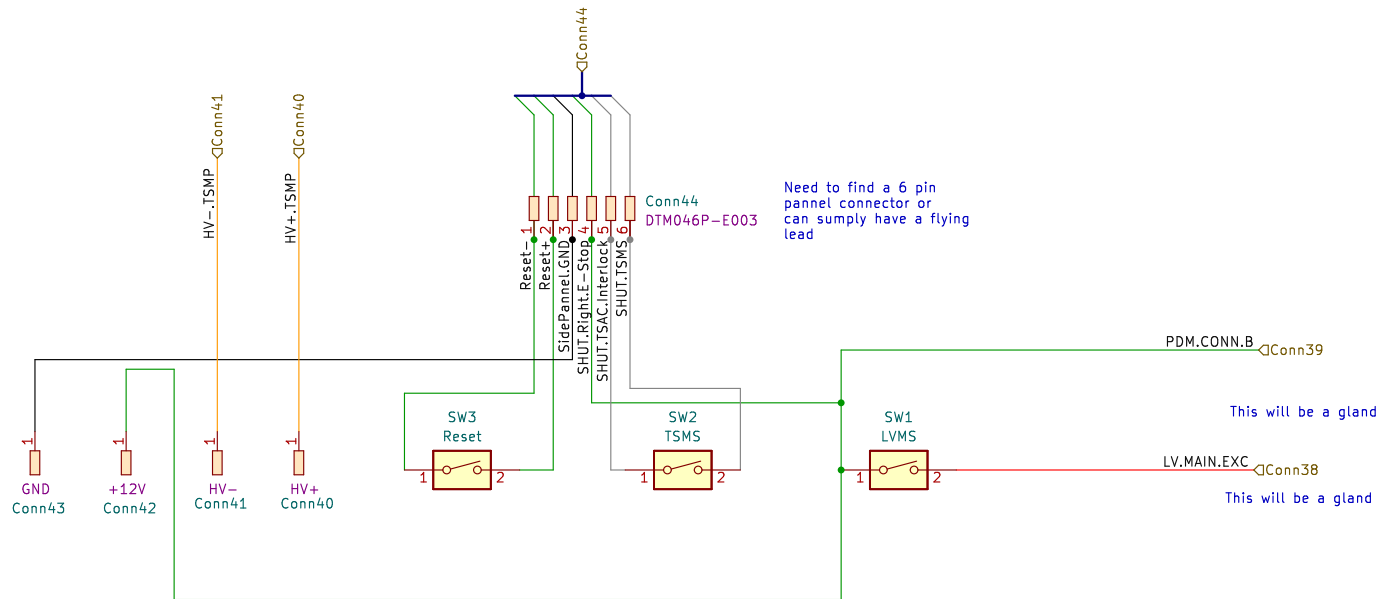 Conn44
Conn41
Conn40
HV-.TSMP
HV+.TSMP
Need to find a 6 pin
pannel connector or
can sumply have a flying
lead
Conn44
DTM046P-E003
1
2
3
4
5
6
Reset-
Reset+
SidePannel.GND
SHUT.Right.E-Stop
SHUT.TSAC.Interlock
SHUT.TSMS
PDM.CONN.B
Conn39
This will be a gland
SW3
Reset
1
2
SW2
TSMS
1
2
SW1
LVMS
1
2
LV.MAIN.EXC
Conn38
This will be a gland
1
GND
Conn43
1
+12V
Conn42
1
HV-
Conn41
1
HV+
Conn40